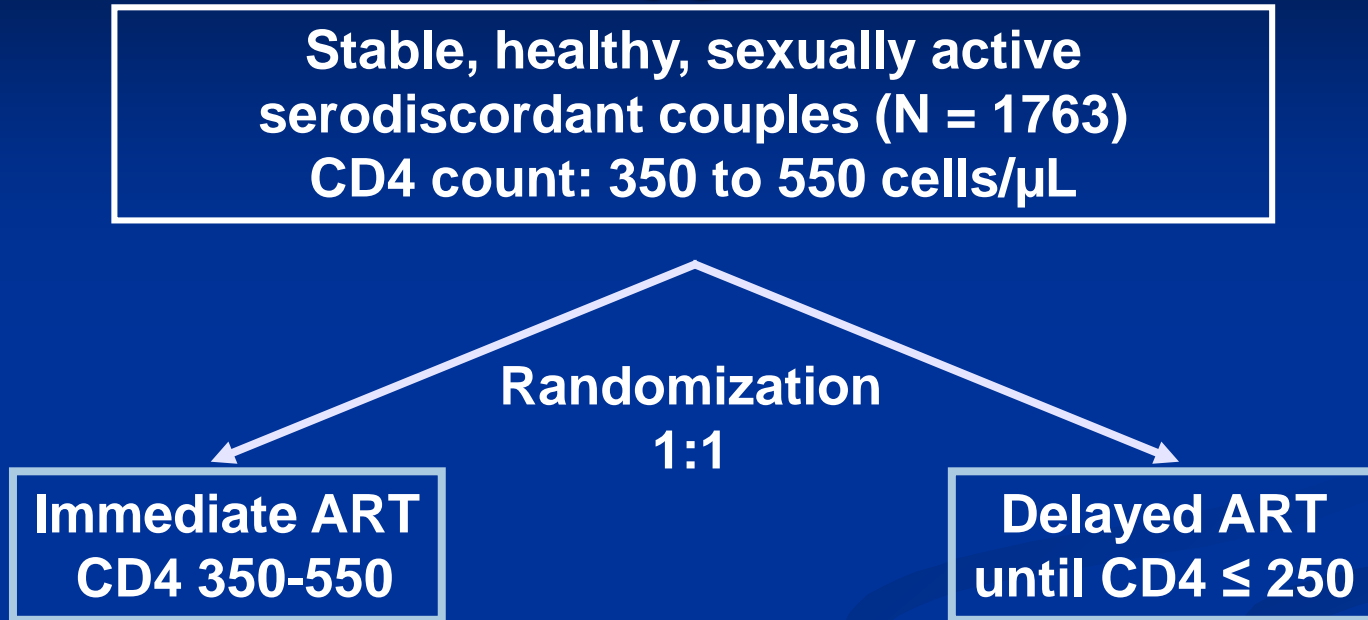 Stable, healthy, sexually active
serodiscordant couples (N = 1763)
CD4 count: 350 to 550 cells/µL
Randomization
1:1
Immediate ART
CD4 350-550
Delayed ART
until CD4 ≤ 250